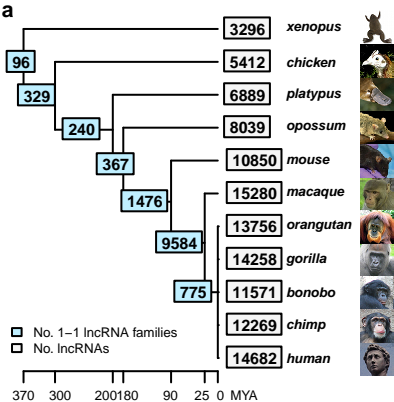 a
3296 xenopus
96
5412 chicken
329
6889 platypus
240
8039 opossum
367
10850 mouse
1476
15280 macaque
13756 orangutan
9584
14258 gorilla
775
11571 bonobo
12269 chimp
14682 human
No. 1–1 lncRNA families
No. lncRNAs
370 300 200 180 90 25 0 MYA